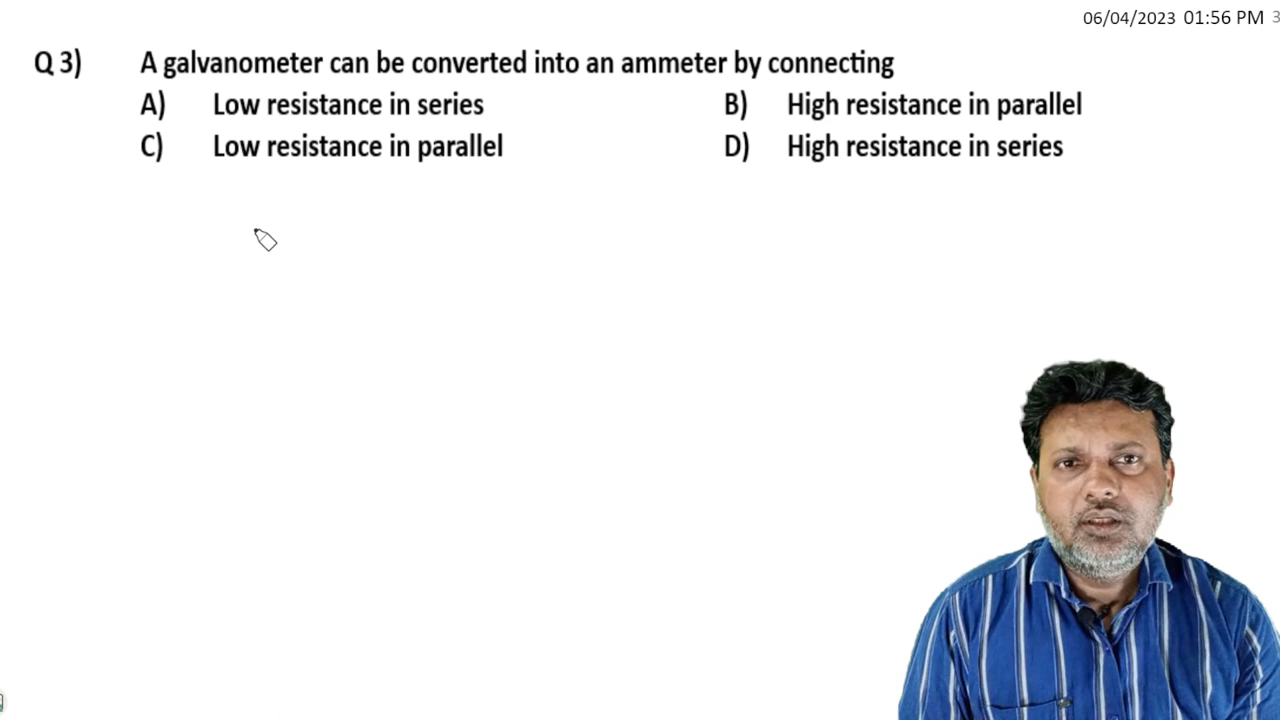 06/04/2023 01:56 PM 3
Q 3) A galvanometer can be converted into an ammeter by connecting
A) Low resistance in series B) High resistance in parallel
C) Low resistance in parallel D) High resistance in series